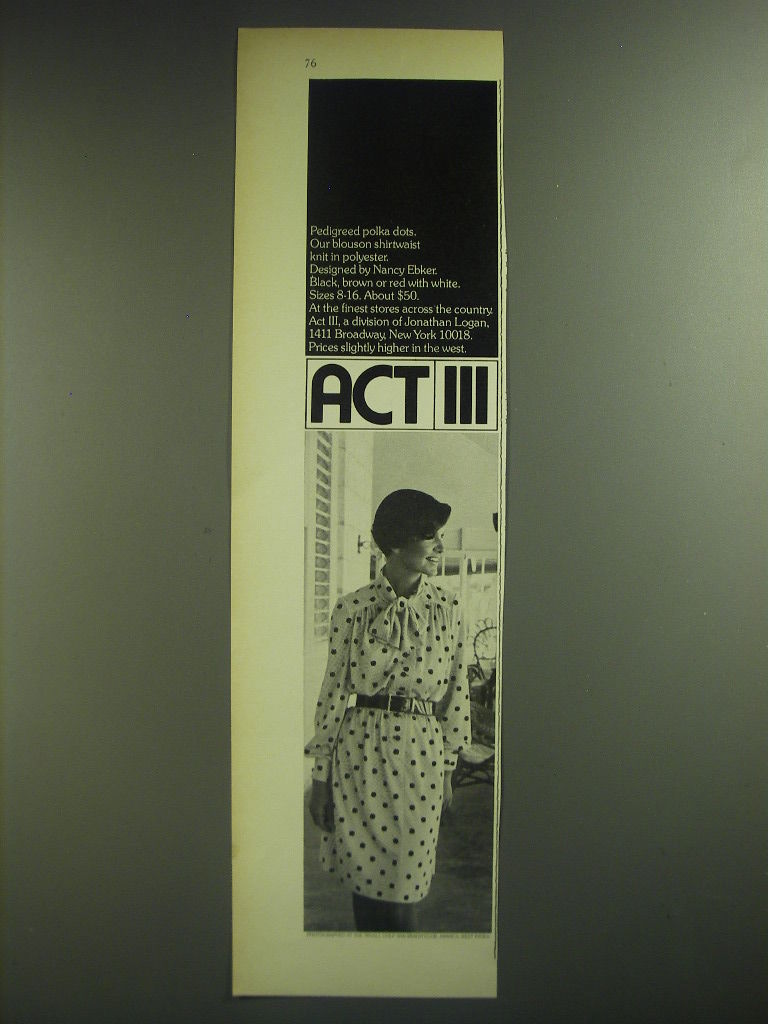 76
Pedigreed polka dots.
Our blouson shirtwaist
knit in polyester.
Designed by Nancy Ebker.
Black, brown or red with white.
Sizes 8-16. About $50.
At the finest stores across the country.
Act III, a division of Jonathan Logan,
1411 Broadway, New York 10018.
Prices slightly higher in the west.
ACT III